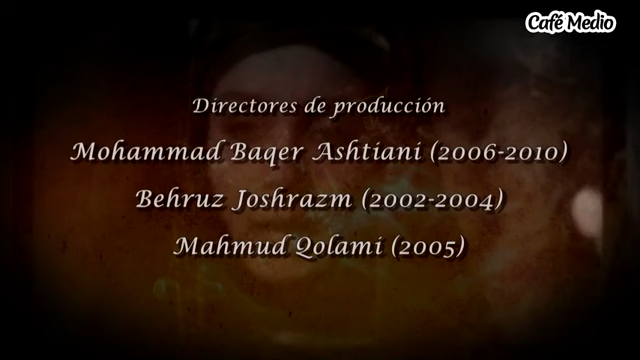 Café Medio
Directores de producción
Mohammad Baqer Ashtiani (2006-2010)
Behruz Joshrazm (2002-2004)
Mahmud Qolami (2005)